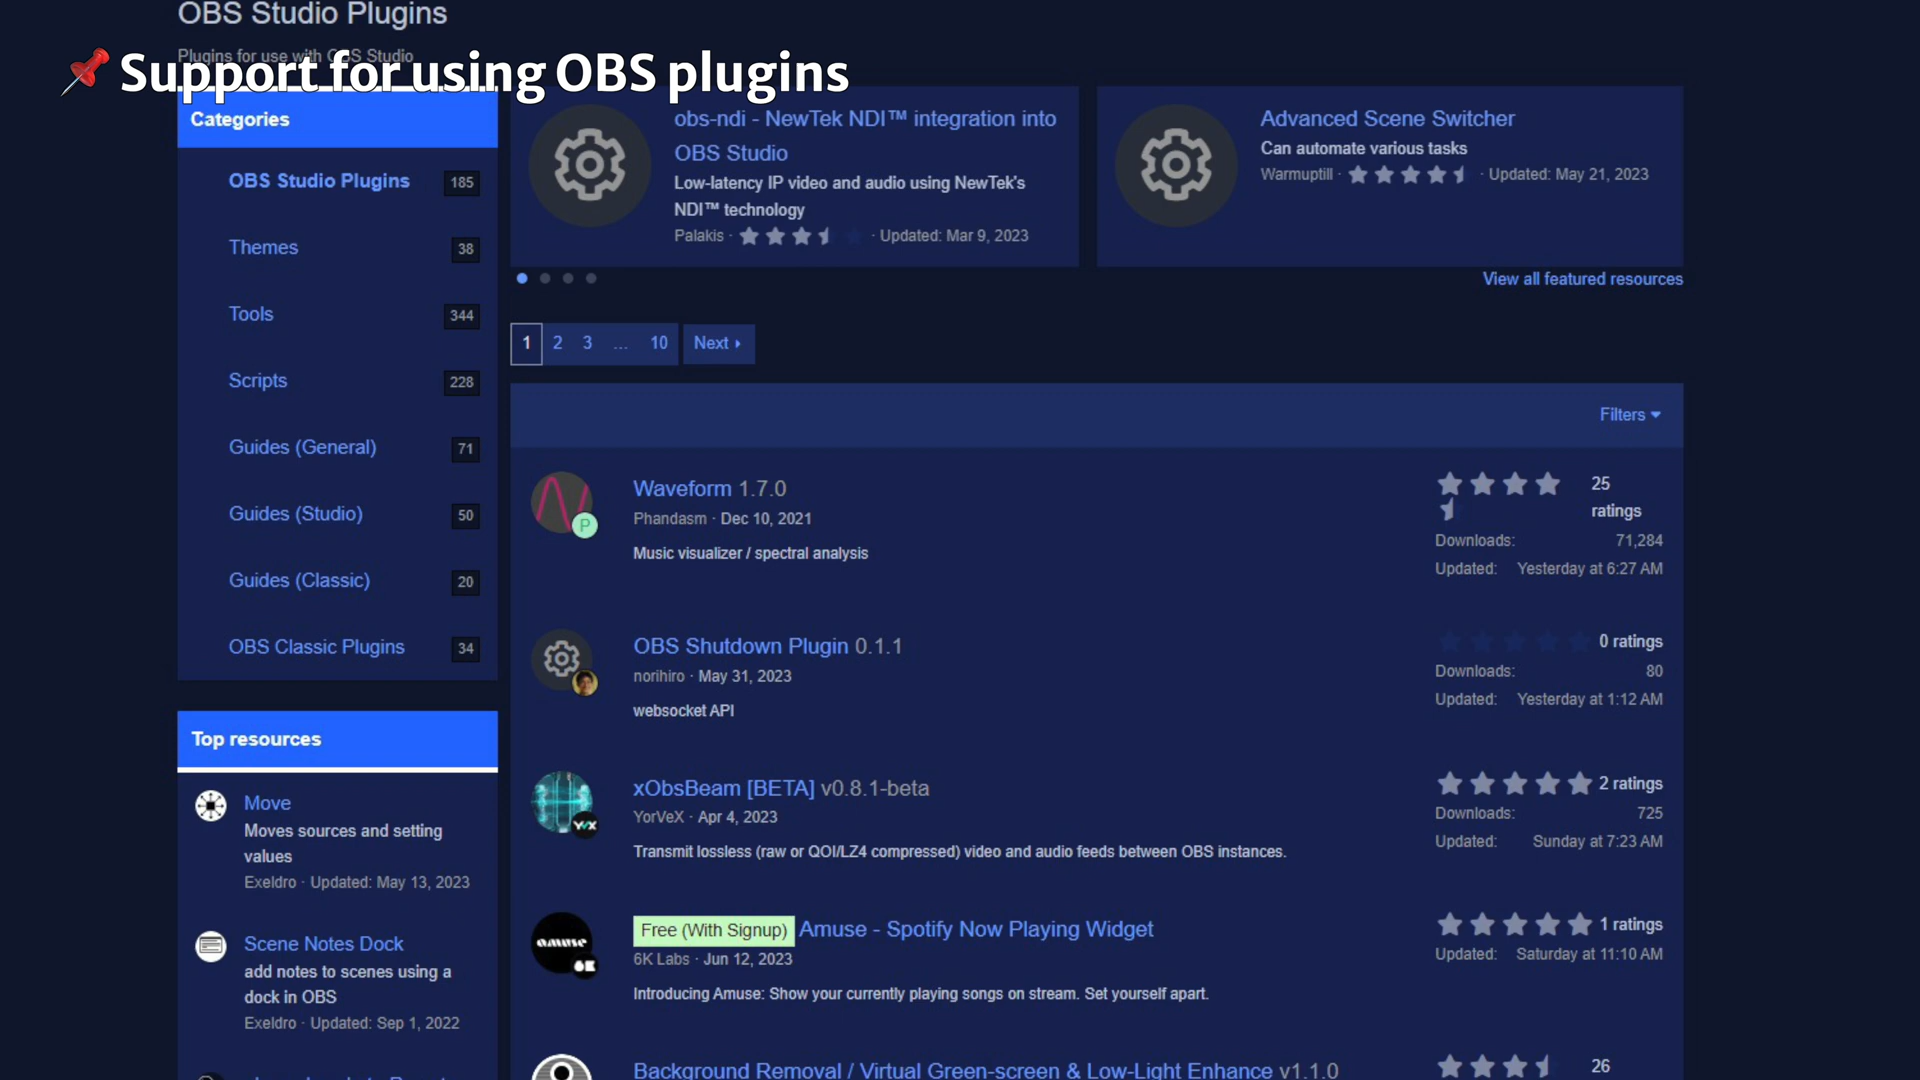 OBS Studio Plugins
Plugins for use with OBS Studio
Support for using OBS plugins
Categories
OBS Studio Plugins 185
Themes 38
Tools 344
Scripts 228
Guides (General) 71
Guides (Studio) 50
Guides (Classic) 20
OBS Classic Plugins 34
Top resources
Move
Moves sources and setting
values
Exeldro · Updated: May 13, 2023
Scene Notes Dock
add notes to scenes using a
dock in OBS
Exeldro · Updated: Sep 1, 2022
obs-ndi - NewTek NDI™ integration into
OBS Studio
Low-latency IP video and audio using NewTek's
NDI™ technology
Palakis · · Updated: Mar 9, 2023
Advanced Scene Switcher
Can automate various tasks
Warmuptill · · Updated: May 21, 2023
View all featured resources
1 2 3 ... 10 Next
Filters
Waveform 1.7.0
Phandasm · Dec 10, 2021
Music visualizer / spectral analysis
P
25
ratings
Downloads: 71,284
Updated: Yesterday at 6:27 AM
OBS Shutdown Plugin 0.1.1
norihiro · May 31, 2023
websocket API
0 ratings
Downloads: 80
Updated: Yesterday at 1:12 AM
xObsBeam [BETA] v0.8.1-beta
YorVeX · Apr 4, 2023
Transmit lossless (raw or QOI/LZ4 compressed) video and audio feeds between OBS instances.
YVX
2 ratings
Downloads: 725
Updated: Sunday at 7:23 AM
Free (With Signup) Amuse - Spotify Now Playing Widget
6K Labs · Jun 12, 2023
Introducing Amuse: Show your currently playing songs on stream. Set yourself apart.
amuse
6K
1 ratings
Updated: Saturday at 11:10 AM
Background Removal / Virtual Green-screen & Low-Light Enhance v1.1.0
26